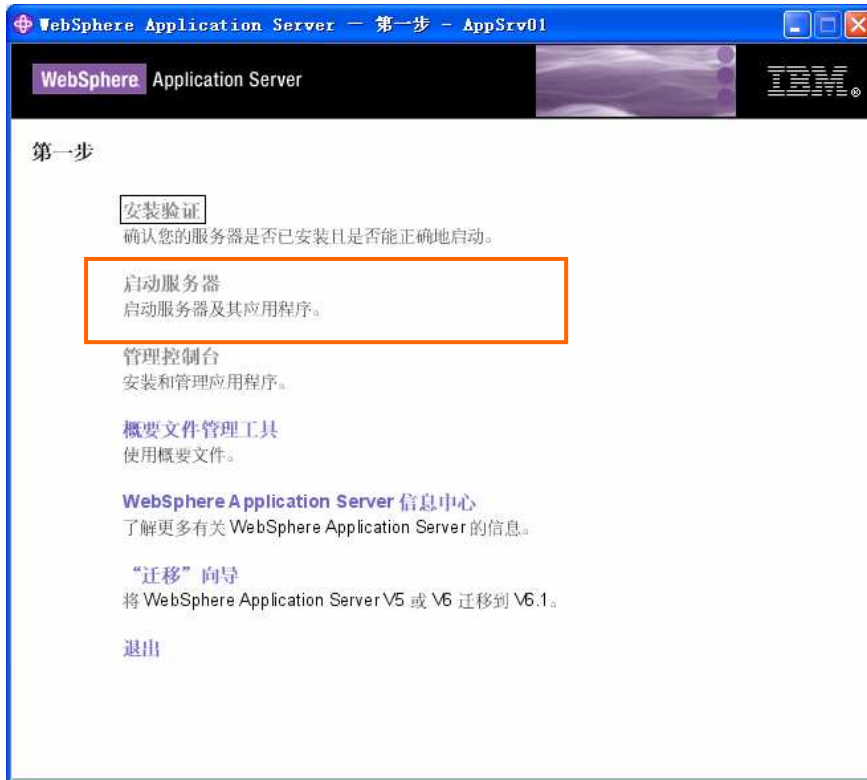 WebSphere Application Server — 第一步 - AppSrv01
WebSphere. Application Server
IBM®
第一步
安装验证
确认您的服务器是否已安装且是否能正确地启动。
启动服务器
启动服务器及其应用程序。
管理控制台
安装和管理应用程序。
概要文件管理工具
使用概要文件。
WebSphere Application Server 信息中心
了解更多有关 WebSphere Application Server 的信息。
“迁移”向导
将 WebSphere Application Server V5 或 V6 迁移到 V6.1。
退出